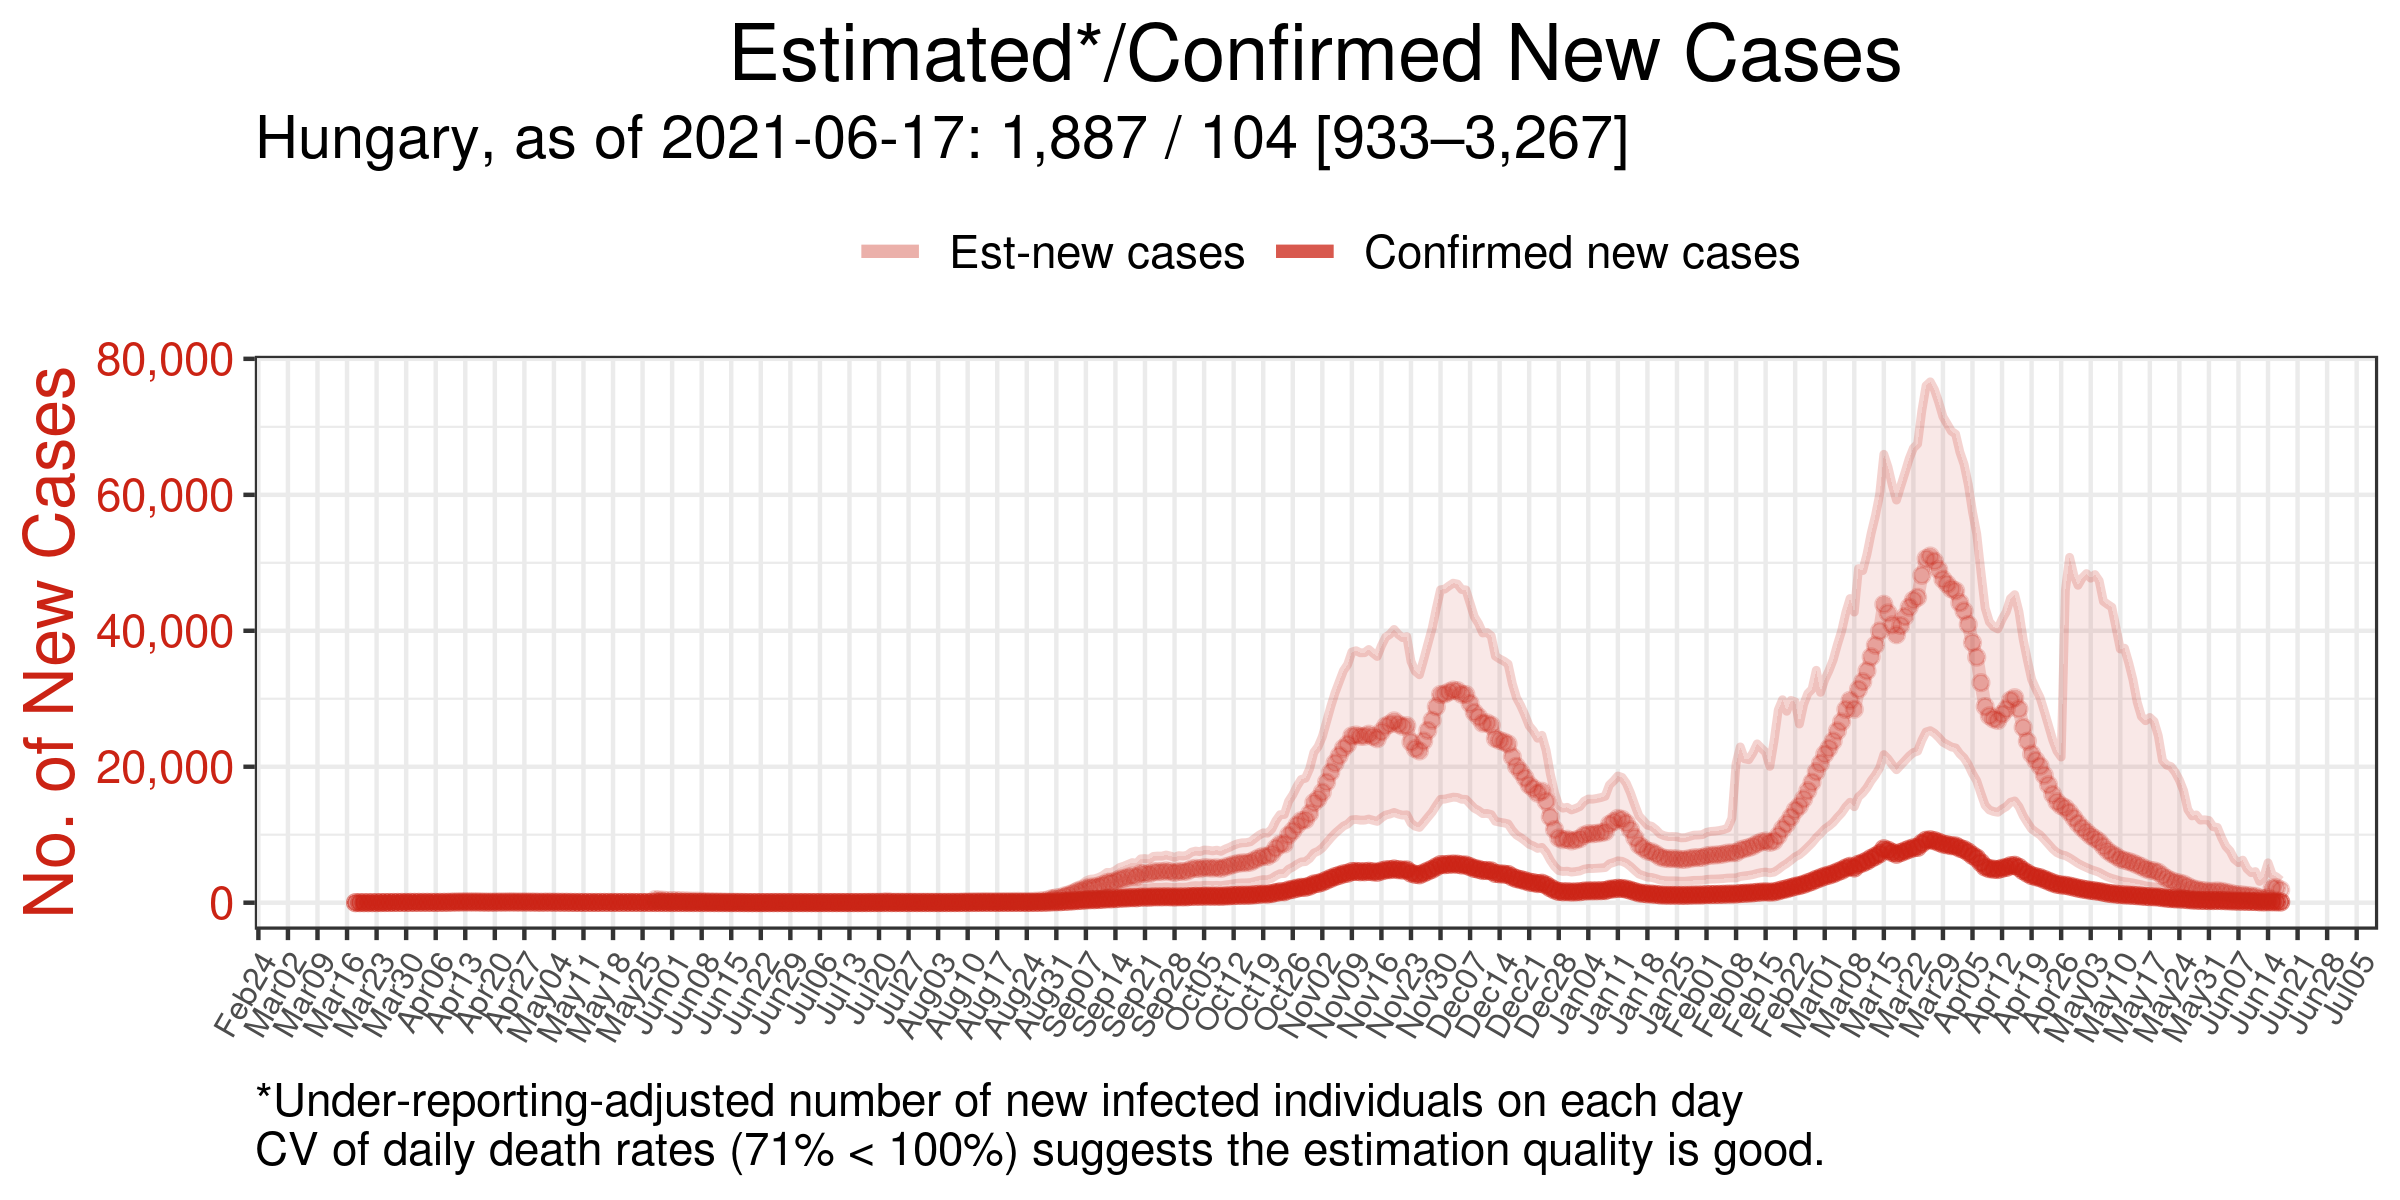 Estimated*/Confirmed New Cases
Hungary, as of 2021-06-17: 1,887 / 104 [933–3,267]
Est-new cases
Confirmed new cases
No. of New Cases
80,000
60,000
40,000
20,000
0
Feb24
Mar02
Mar09
Mar16
Mar23
Mar30
Apr06
Apr13
Apr20
Apr27
May04
May11
May18
May25
Jun01
Jun08
Jun15
Jun22
Jun29
Jul06
Jul13
Jul20
Jul27
Aug03
Aug10
Aug17
Aug24
Aug31
Sep07
Sep14
Sep21
Sep28
Oct05
Oct12
Oct19
Oct26
Nov02
Nov09
Nov16
Nov23
Nov30
Dec07
Dec14
Dec21
Dec28
Jan04
Jan11
Jan18
Jan25
Feb01
Feb08
Feb15
Feb22
Mar01
Mar08
Mar15
Mar22
Mar29
Apr05
Apr12
Apr19
Apr26
May03
May10
May17
May24
May31
Jun07
Jun14
Jun21
Jun28
Jul05
*Under-reporting-adjusted number of new infected individuals on each day
CV of daily death rates (71% < 100%) suggests the estimation quality is good.